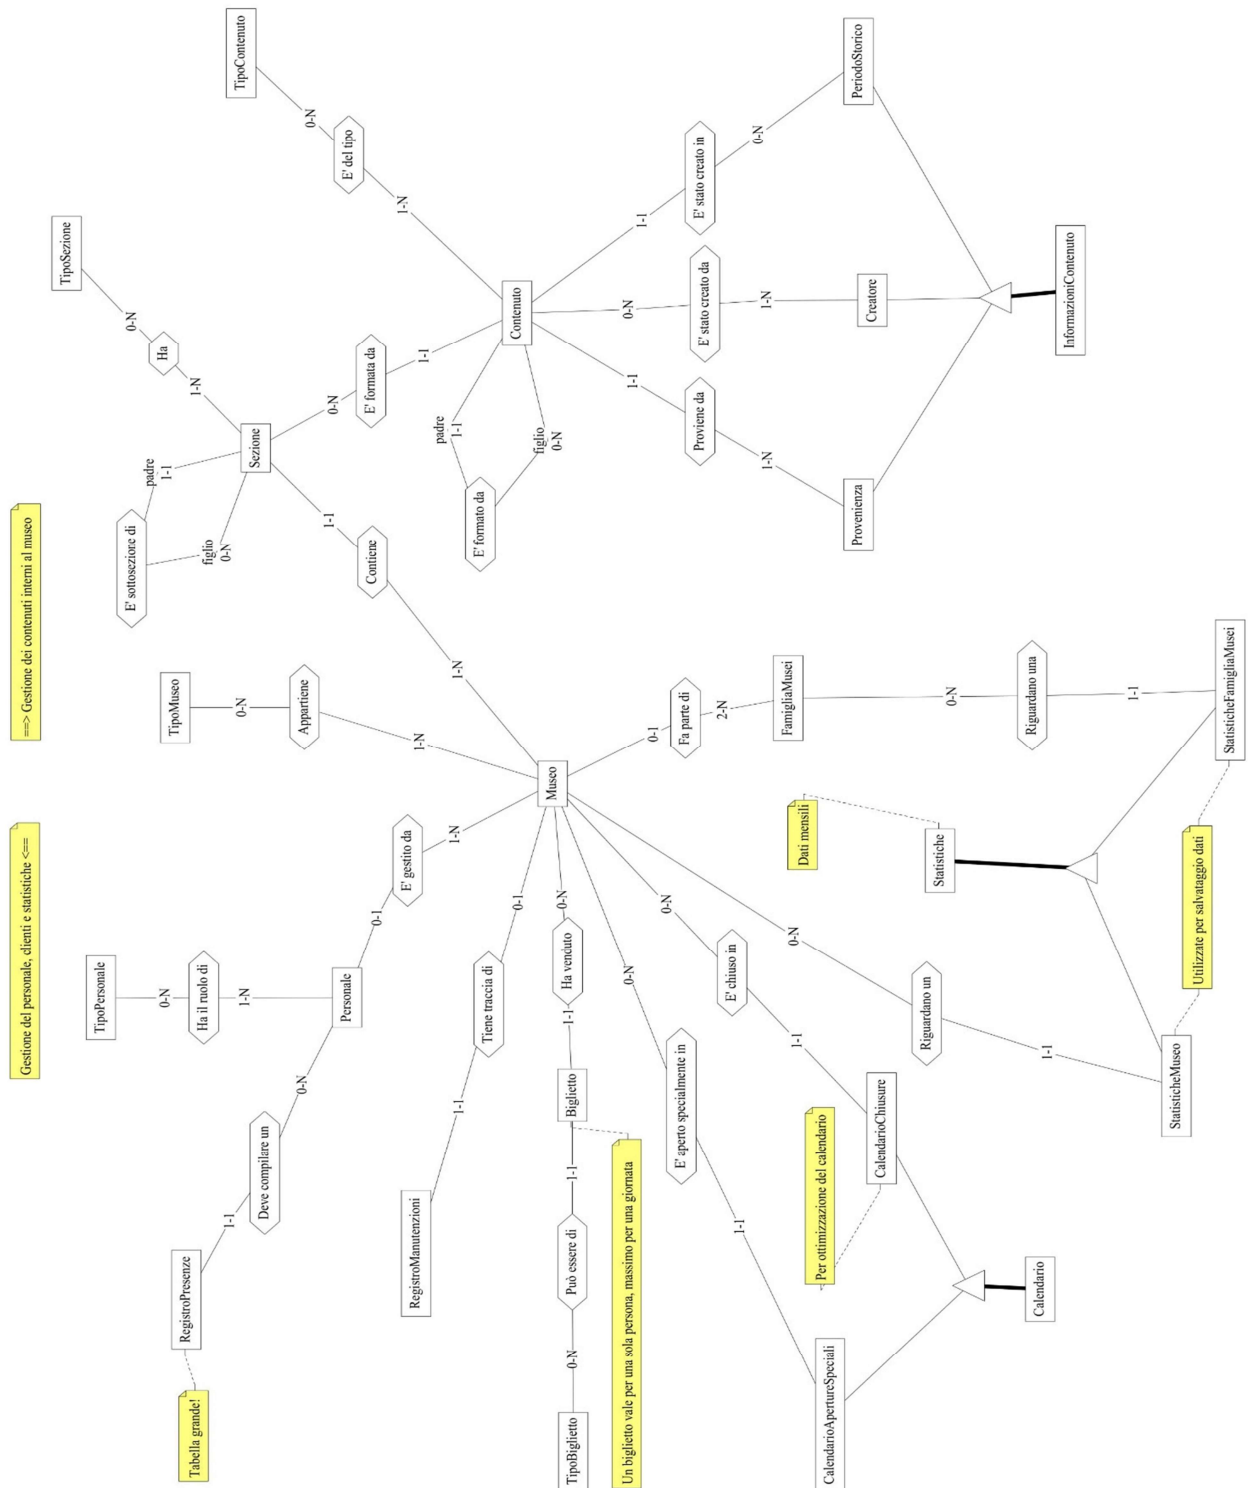 Gestione del personale, clienti e statistiche <==
==> Gestione dei contenuti interni al museo
TipoSezione
TipoPersonale
E' sottosezione di
0-N
padre
1-1
0-N
Ha
TipoMuseo
1-N
figlio
0-N
TipoContenuto
Tabella grande!
RegistroPresenze
1-1
Ha il ruolo di
0-N
1-N
Sezione
0-N
E' del tipo
1-N
Deve compilare un
0-N
Personale
0-1
E' gestito da
1-N
Appartiene
1-N
Contiene
1-1
1-N
0-N
E' formata da
1-1
RegistroManutenzioni
1-1
Tiene traccia di
0-1
padre
1-1
E' formato da
figlio
0-N
Contenuto
TipoBiglietto
0-N
Può essere di
1-1
Biglietto
1-1
Ha venduto
0-N
Museo
Un biglietto vale per una sola persona, massimo per una giornata
E' aperto specialmente in
0-N
1-1
0-N
E' chiuso in
1-1
0-1
Fa parte di
2-N
1-1
Proviene da
1-N
0-N
E' stato creato da
1-N
1-1
E' stato creato in
0-N
0-N
Riguardano un
1-1
Per ottimizzazione del calendario
Dati mensili
FamigliaMusei
CalendarioApertureSpeciali
CalendarioChiusure
Provenienza
Creatore
PeriodoStorico
Statistiche
0-N
Riguardano una
1-1
Calendario
InformazioniContenuto
StatisticheMuseo
Utilizzate per salvataggio dati
StatisticheFamigliaMusei